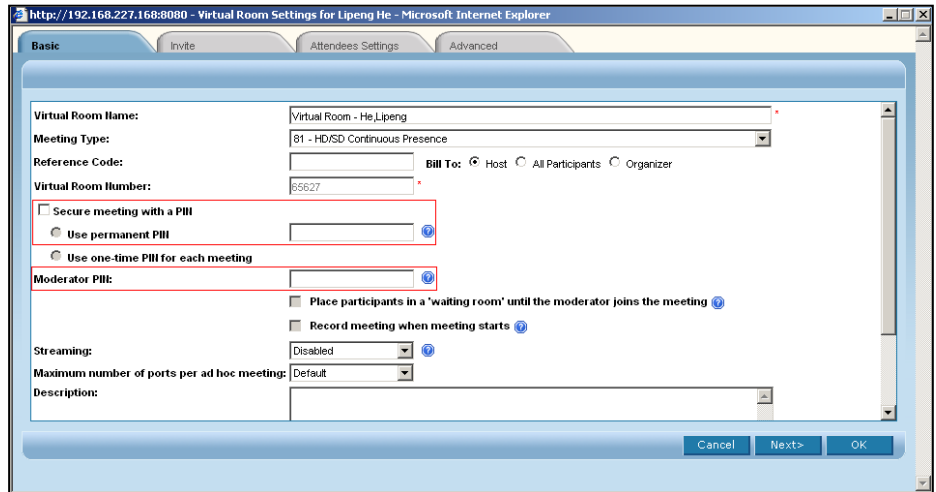 http://192.168.227.168:8080 - Virtual Room Settings for Lipeng He - Microsoft Internet Explorer
Basic Invite Attendees Settings Advanced
Virtual Room Name: Virtual Room - He,Lipeng *
Meeting Type: 81 - HD/SD Continuous Presence
Reference Code: Bill To: Host All Participants Organizer
Virtual Room Number: 65627 *
Secure meeting with a PIN
Use permanent PIN ?
Use one-time PIN for each meeting
Moderator PIN: ?
Place participants in a 'waiting room' until the moderator joins the meeting ?
Record meeting when meeting starts ?
Streaming: Disabled ?
Maximum number of ports per ad hoc meeting: Default
Description:
Cancel Next> OK